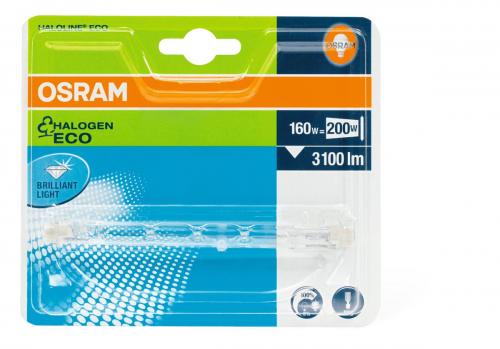 HALOLINE® ECO
OSRAM
OSRAM
HALOGEN
ECO
160W=200W
3100 lm
BRILLIANT
LIGHT
100%